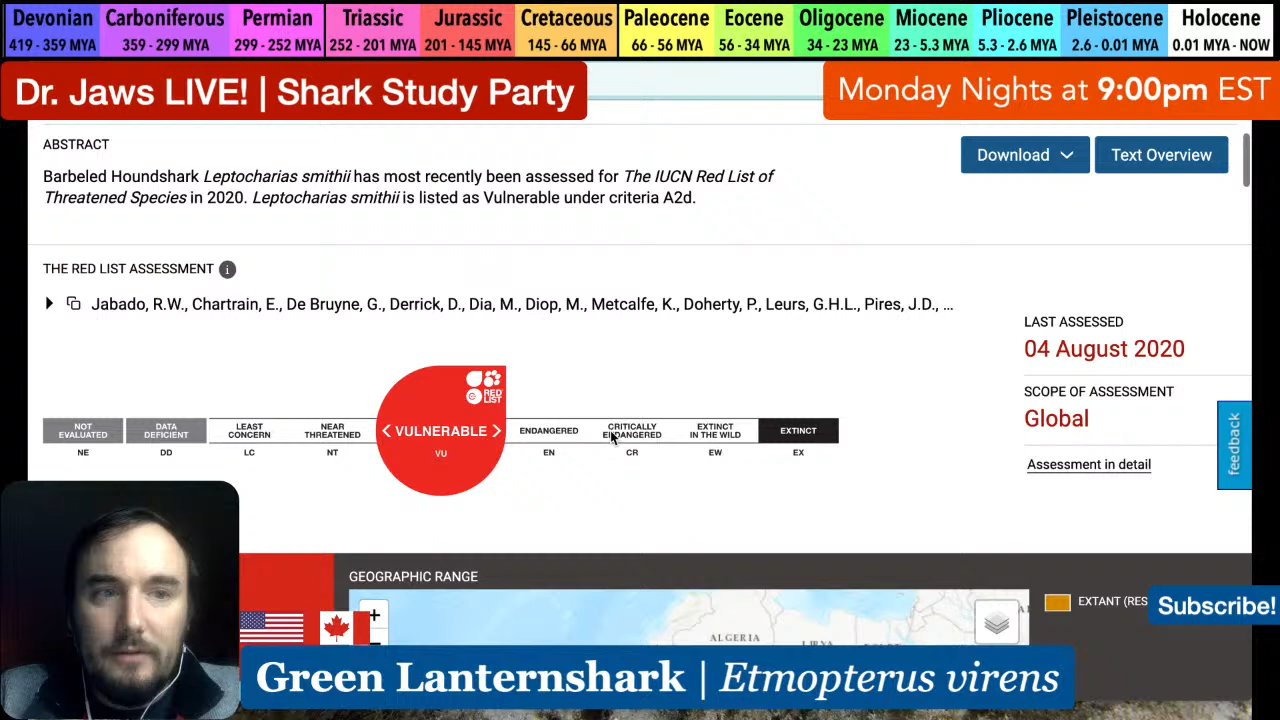 Devonian Carboniferous Permian Triassic Jurassic Cretaceous Paleocene Eocene Oligocene Miocene Pliocene Pleistocene Holocene
419 - 359 MYA 359 - 299 MYA 299 - 252 MYA 252 - 201 MYA 201 - 145 MYA 145 - 66 MYA 66 - 56 MYA 56 - 34 MYA 34 - 23 MYA 23 - 5.3 MYA 5.3 - 2.6 MYA 2.6 - 0.01 MYA 0.01 MYA - NOW
Dr. Jaws LIVE! | Shark Study Party
Monday Nights at 9:00pm EST
ABSTRACT
Download
Text Overview
Barbeled Houndshark Leptocharias smithii has most recently been assessed for The IUCN Red List of
Threatened Species in 2020. Leptocharias smithii is listed as Vulnerable under criteria A2d.
THE RED LIST ASSESSMENT i
Jabado, R.W., Chartrain, E., De Bruyne, G., Derrick, D., Dia, M., Diop, M., Metcalfe, K., Doherty, P., Leurs, G.H.L., Pires, J.D., ...
LAST ASSESSED
04 August 2020
SCOPE OF ASSESSMENT
Global
Assessment in detail
feedback
RED
LIST
NOT
EVALUATED
NE
DATA
DEFICIENT
DD
LEAST
CONCERN
LC
NEAR
THREATENED
NT
< VULNERABLE >
VU
ENDANGERED
EN
CRITICALLY
ENDANGERED
CR
EXTINCT
IN THE WILD
EW
EXTINCT
EX
GEOGRAPHIC RANGE
+
ALGERIA
EXTANT (RES
Subscribe!
Green Lanternshark | Etmopterus virens